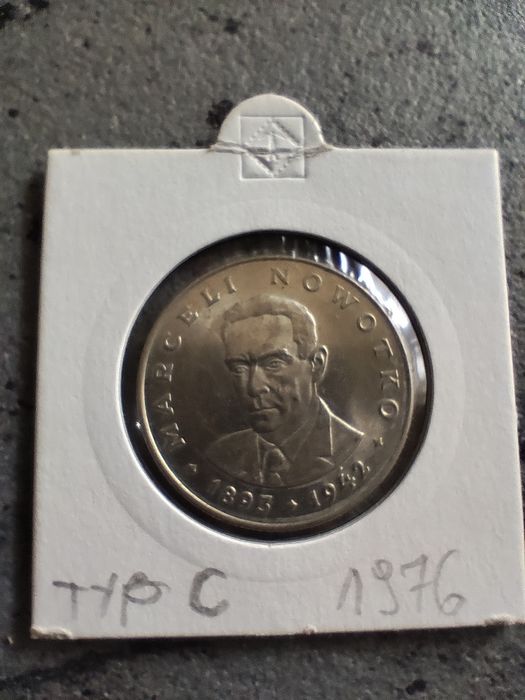 MARCELI NOWOTKO
1893 · 1942
TYP C 1976